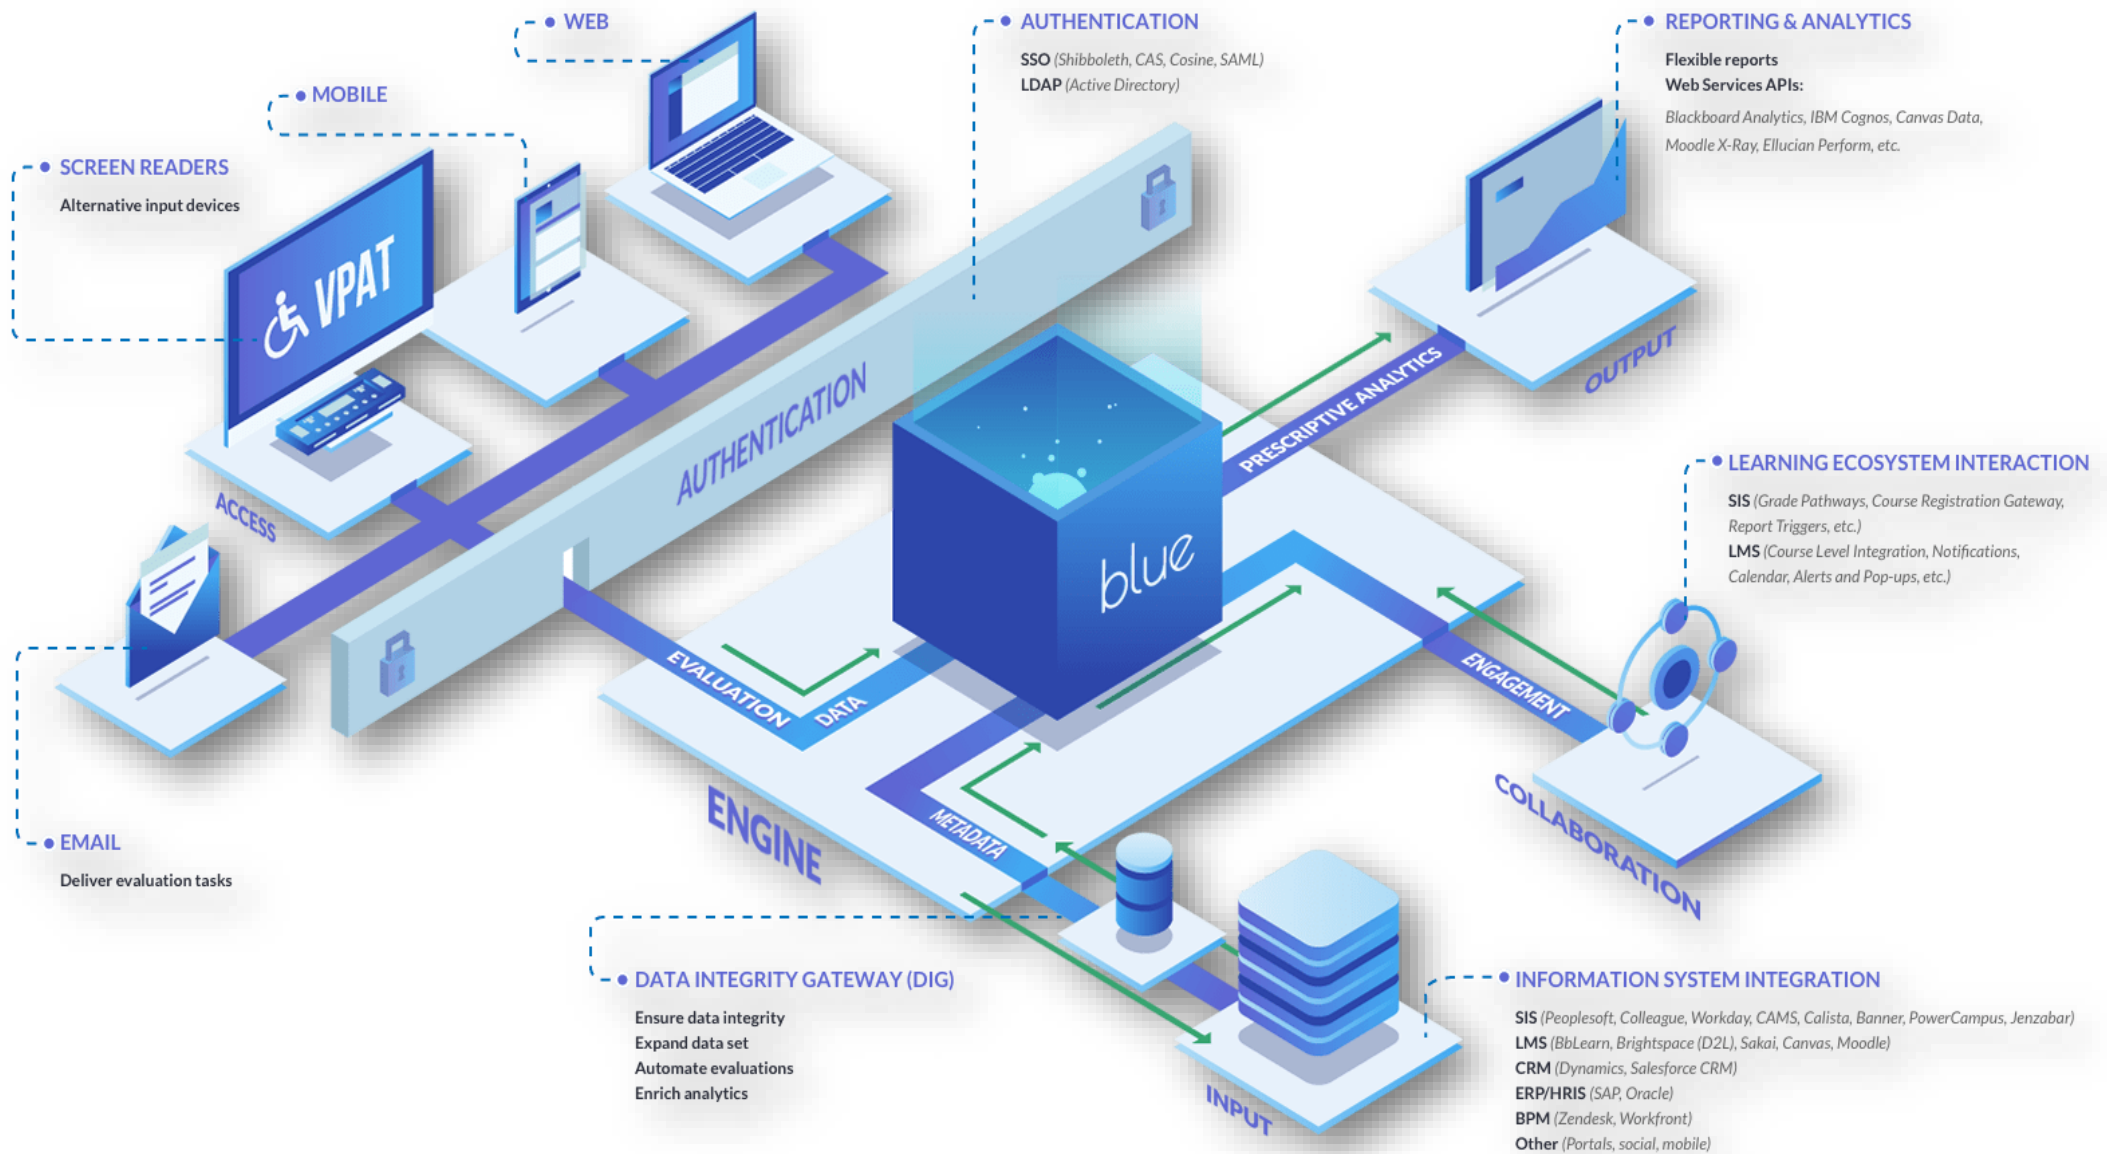 WEB
MOBILE
SCREEN READERS
Alternative input devices
VPAT
ACCESS
EMAIL
Deliver evaluation tasks
AUTHENTICATION
SSO (Shibboleth, CAS, Cosine, SAML)
LDAP (Active Directory)
AUTHENTICATION
REPORTING & ANALYTICS
Flexible reports
Web Services APIs:
Blackboard Analytics, IBM Cognos, Canvas Data,
Moodle X-Ray, Ellucian Perform, etc.
OUTPUT
PRESCRIPTIVE ANALYTICS
blue
EVALUATION
DATA
METADATA
ENGINE
ENGAGEMENT
LEARNING ECOSYSTEM INTERACTION
SIS (Grade Pathways, Course Registration Gateway,
Report Triggers, etc.)
LMS (Course Level Integration, Notifications,
Calendar, Alerts and Pop-ups, etc.)
COLLABORATION
DATA INTEGRITY GATEWAY (DIG)
Ensure data integrity
Expand data set
Automate evaluations
Enrich analytics
INPUT
INFORMATION SYSTEM INTEGRATION
SIS (Peoplesoft, Colleague, Workday, CAMS, Calista, Banner, PowerCampus, Jenzabar)
LMS (BbLearn, Brightspace (D2L), Sakai, Canvas, Moodle)
CRM (Dynamics, Salesforce CRM)
ERP/HRIS (SAP, Oracle)
BPM (Zendesk, Workfront)
Other (Portals, social, mobile)